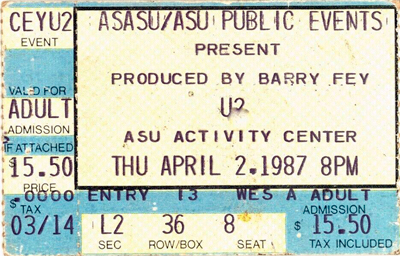 CEYU2 ASASU/ASU PUBLIC EVENTS
EVENT PRESENT
PRODUCED BY BARRY FEY
VALID FOR
ADULT U2
ADMISSION ASU ACTIVITY CENTER
IF ATTACHED
$15.50 THU APRIL 2.1987 8PM
PRICE
.0000 ENTRY 13 WES A ADULT
$ TAX ADMISSION
03/14 L2 36 8 $ 15.50
SEC ROW/BOX SEAT TAX INCLUDED